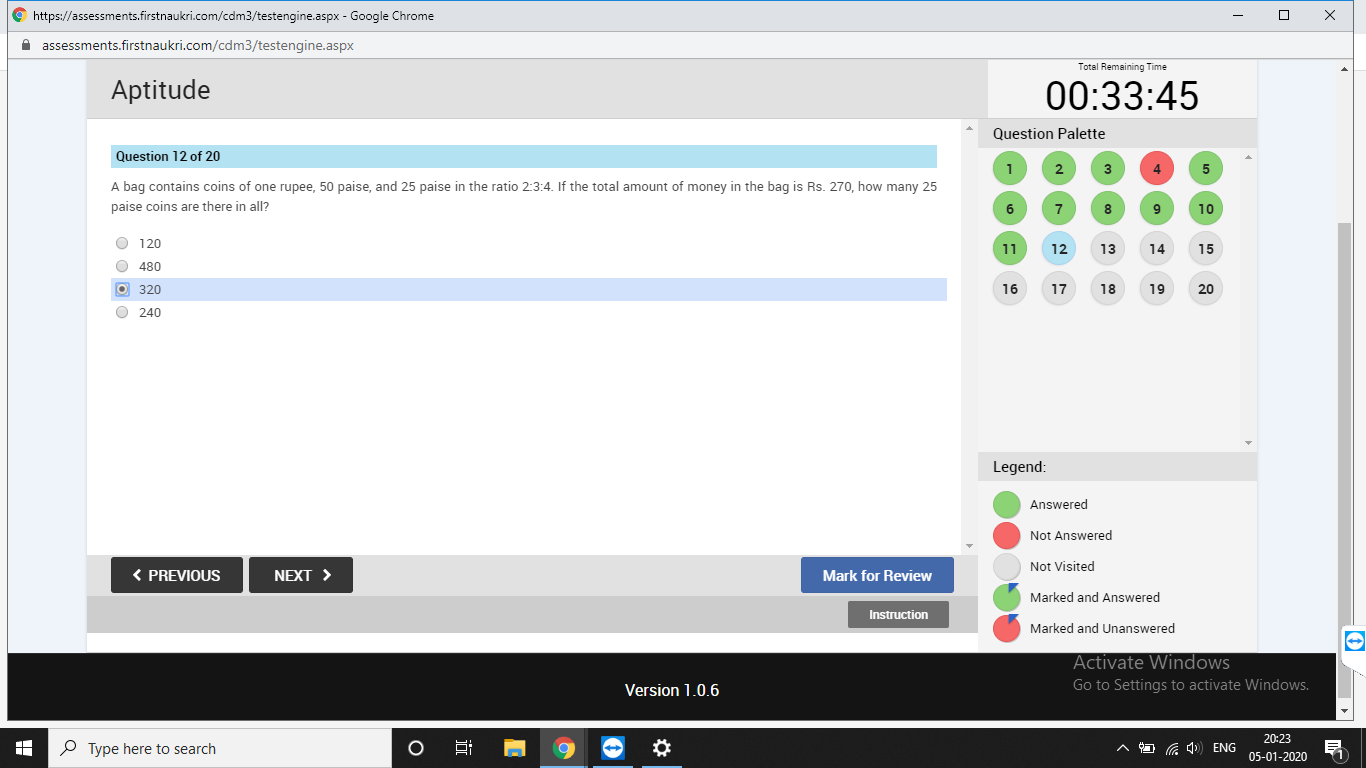 https://assessments.firstnaukri.com/cdm3/testengine.aspx - Google Chrome
assessments.firstnaukri.com/cdm3/testengine.aspx
Aptitude
Total Remaining Time
00:33:45
Question 12 of 20
A bag contains coins of one rupee, 50 paise, and 25 paise in the ratio 2:3:4. If the total amount of money in the bag is Rs. 270, how many 25
paise coins are there in all?
120
480
320
240
Question Palette
1 2 3 4 5
6 7 8 9 10
11 12 13 14 15
16 17 18 19 20
Legend:
Answered
Not Answered
Not Visited
Marked and Answered
Marked and Unanswered
PREVIOUS NEXT Mark for Review
Instruction
Version 1.0.6
Activate Windows
Go to Settings to activate Windows.
Type here to search
ENG
20:23
05-01-2020
1